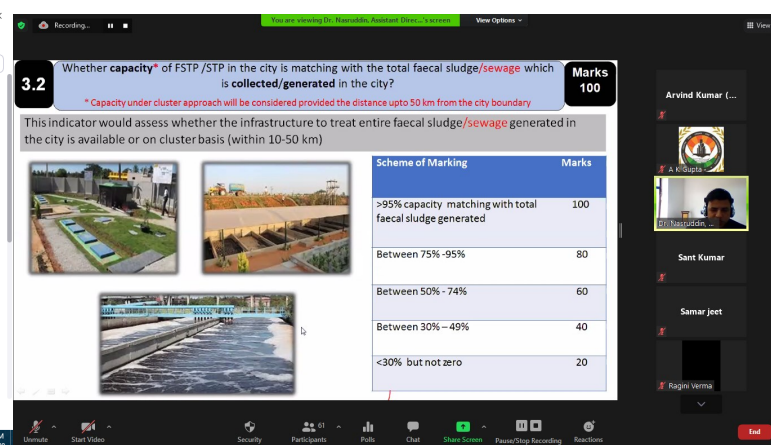 Recording...
You are viewing Dr. Nasruddin, Assistant Direc...'s screen
View Options
View
3.2
Whether capacity* of FSTP /STP in the city is matching with the total faecal sludge/sewage which
is collected/generated in the city?
* Capacity under cluster approach will be considered provided the distance upto 50 km from the city boundary
Marks
100
This indicator would assess whether the infrastructure to treat entire faecal sludge/sewage generated in
the city is available or on cluster basis (within 10-50 km)
Scheme of Marking Marks
>95% capacity matching with total
faecal sludge generated
100
Between 75% -95% 80
Between 50% - 74% 60
Between 30% – 49% 40
<30% but not zero 20
Arvind Kumar (...
A K Gupta -
Dr. Nasruddin, ...
Sant Kumar
Samar jeet
Ragini Verma
Unmute
Start Video
Security
61
Participants
Polls
Chat
Share Screen
Pause/Stop Recording
Reactions
End